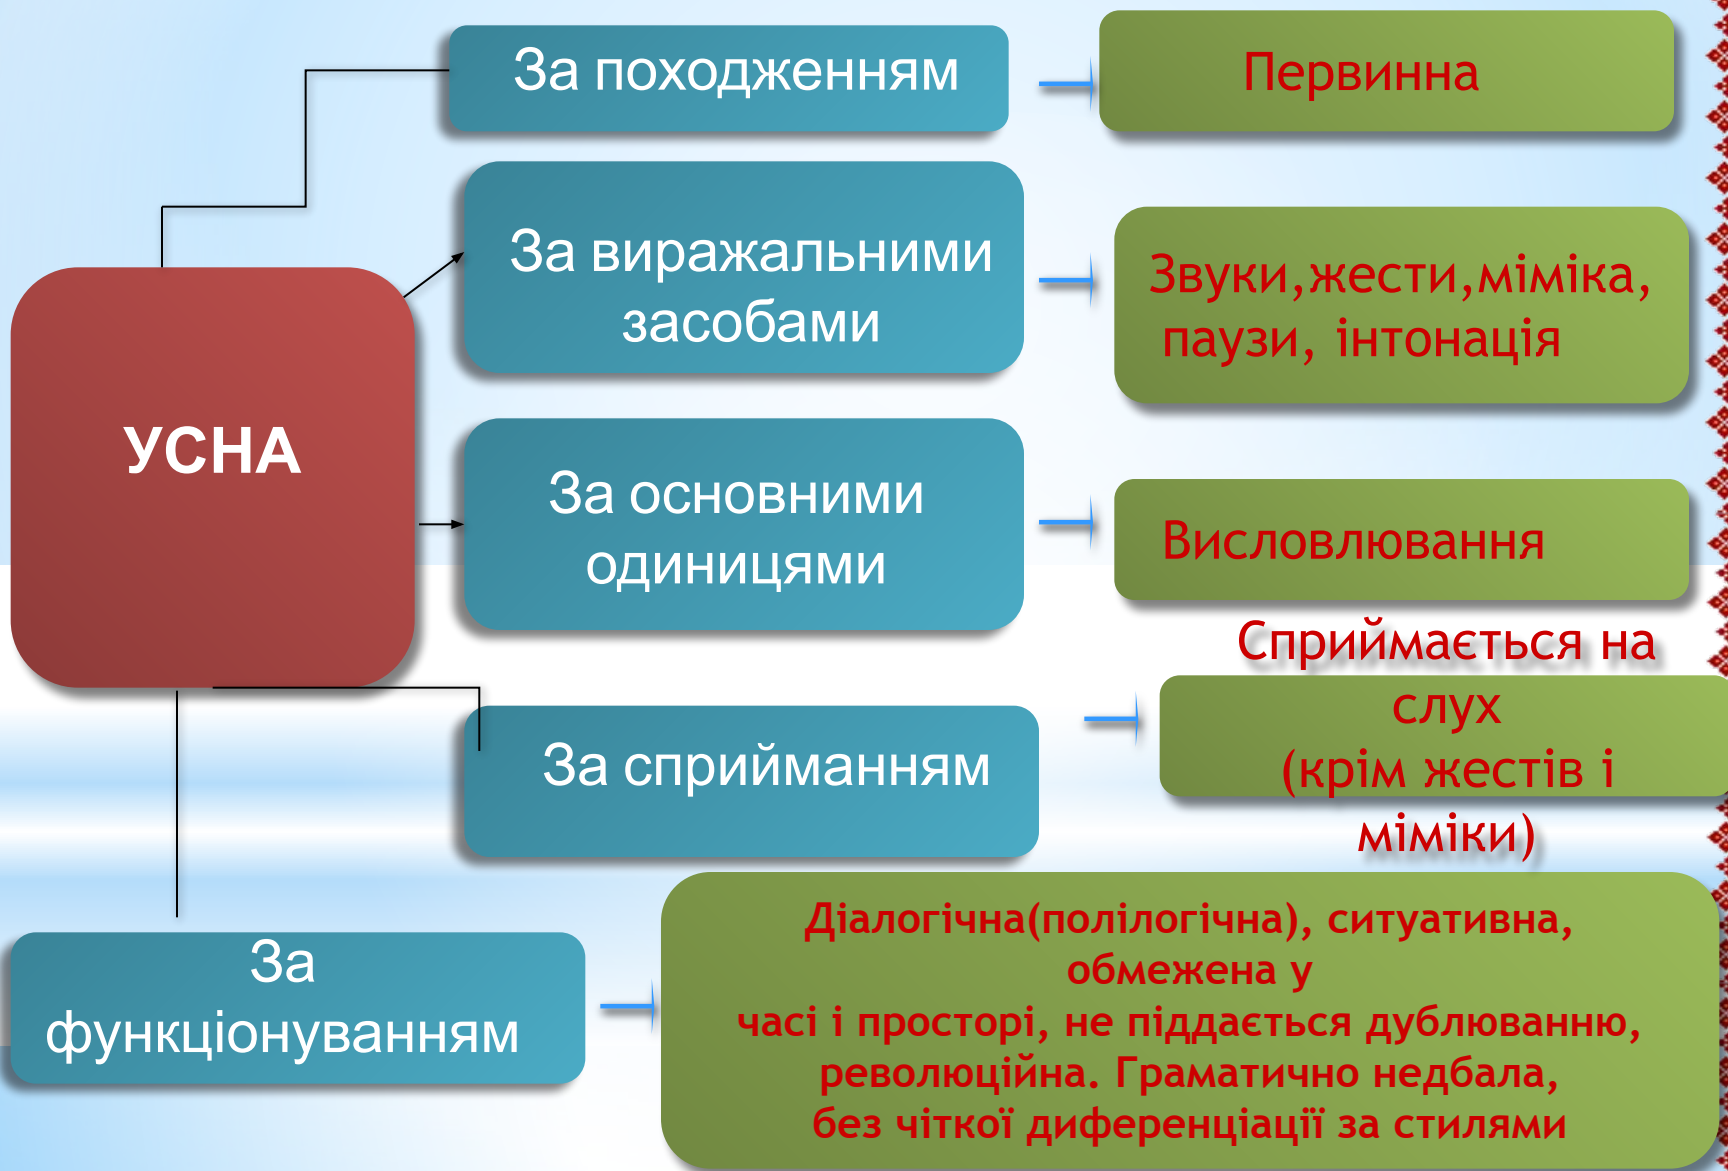 За походженням
Первинна
За виражальними
засобами
Звуки,жести,міміка,
паузи, інтонація
УСНА
За основними
одиницями
Висловлювання
За сприйманням
Сприймається на
слух
(крім жестів і
міміки)
За
функціонуванням
Діалогічна(полілогічна), ситуативна,
обмежена у
часі і просторі, не піддається дублюванню,
революційна. Граматично недбала,
без чіткої диференціації за стилями